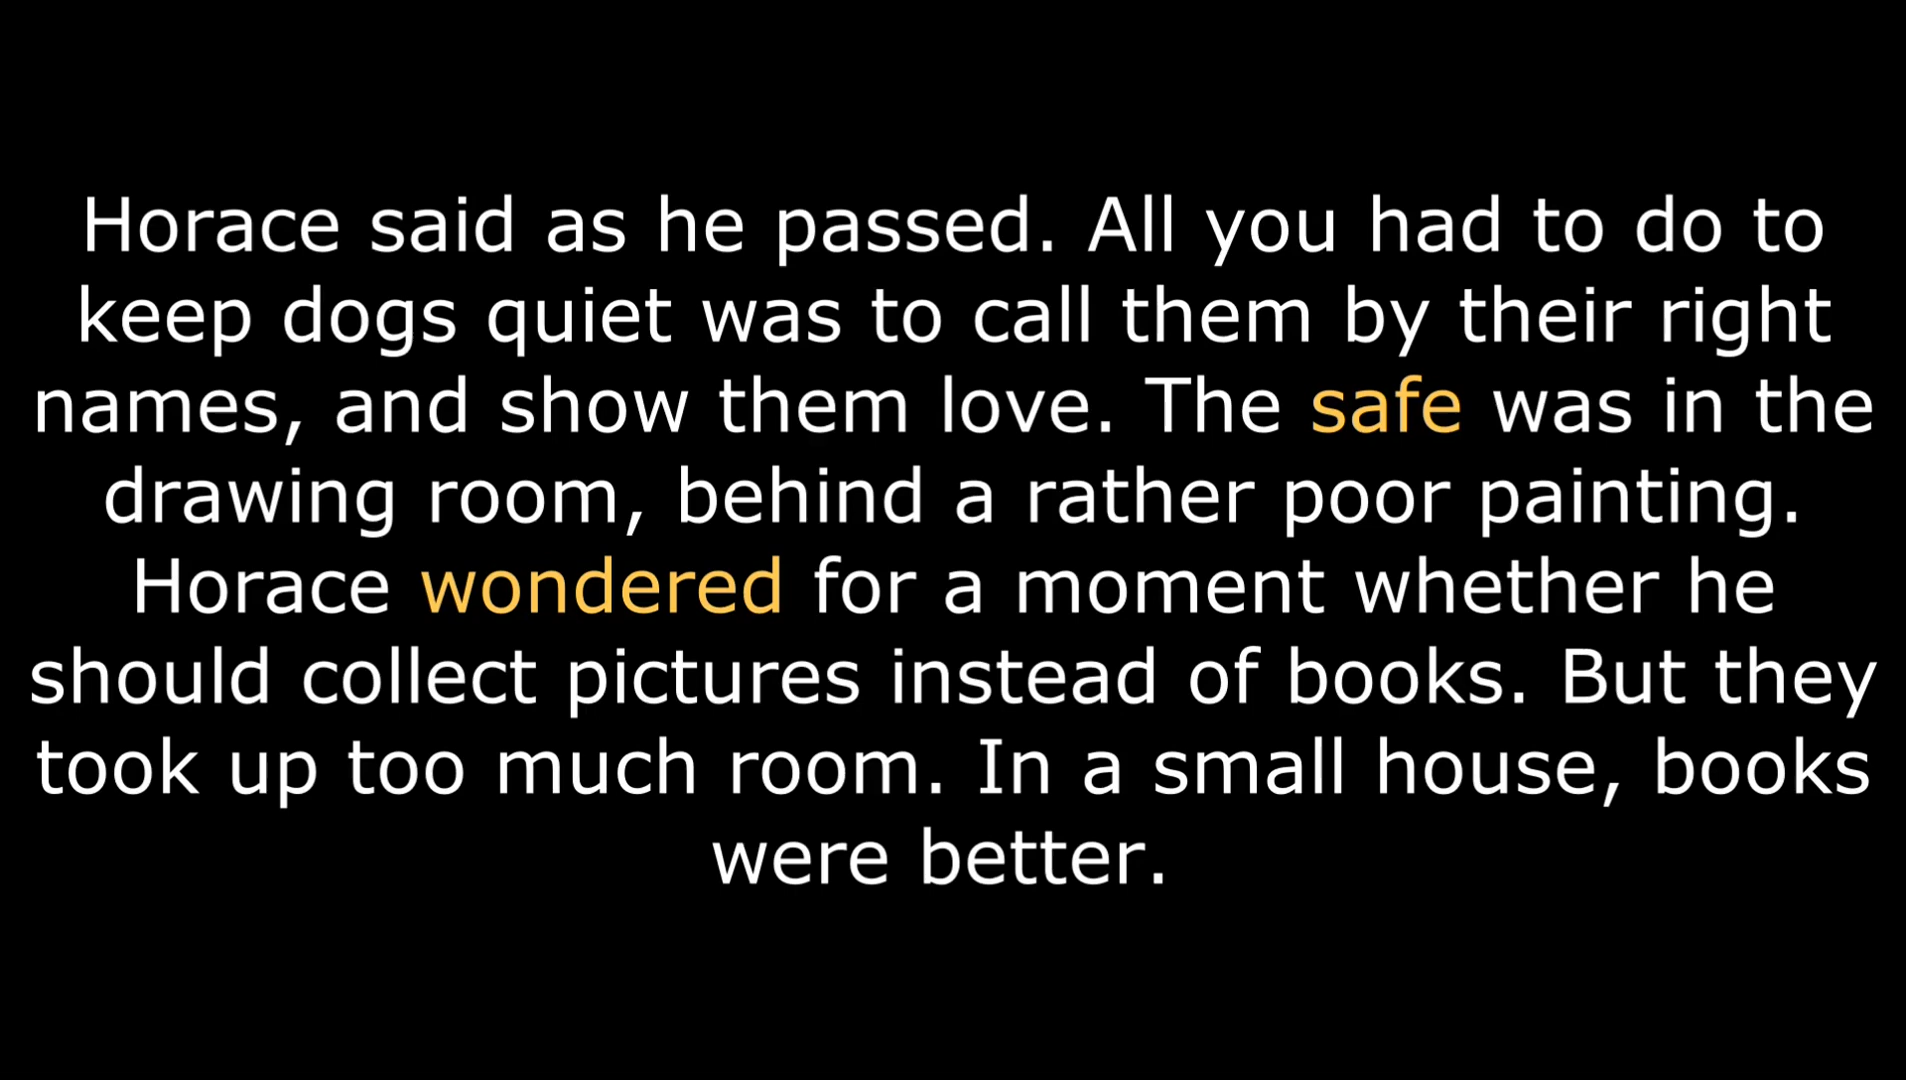 Horace said as he passed. All you had to do to
keep dogs quiet was to call them by their right
names, and show them love. The safe was in the
drawing room, behind a rather poor painting.
Horace wondered for a moment whether he
should collect pictures instead of books. But they
took up too much room. In a small house, books
were better.